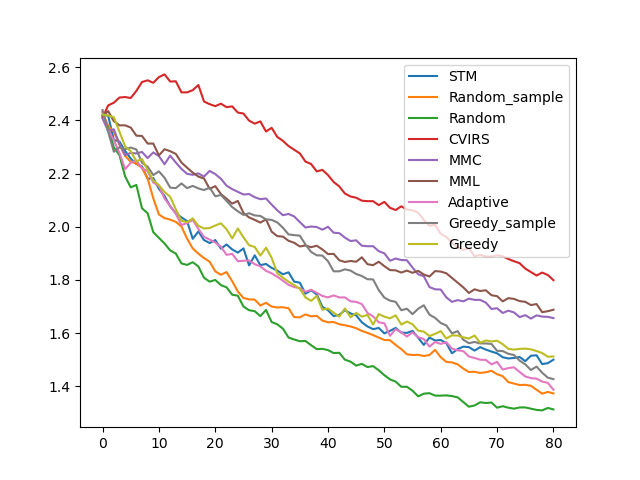 2.6
2.4
2.2
2.0
1.8
1.6
1.4
0 10 20 30 40 50 60 70 80
STM
Random_sample
Random
CVIRS
MMC
MML
Adaptive
Greedy_sample
Greedy